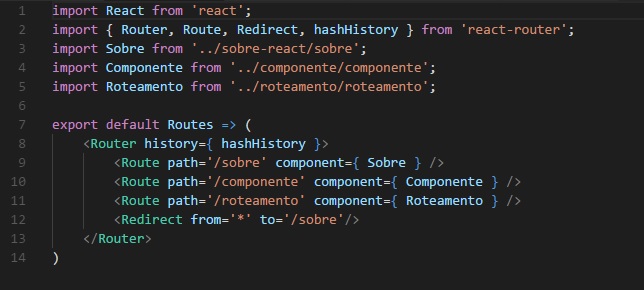 1 import React from 'react';
2 import { Router, Route, Redirect, hashHistory } from 'react-router';
3 import Sobre from '../sobre-react/sobre';
4 import Componente from '../componente/componente';
5 import Roteamento from '../roteamento/roteamento';
6
7 export default Routes => (
8 <Router history={ hashHistory }>
9 <Route path='/sobre' component={ Sobre } />
10 <Route path='/componente' component={ Componente } />
11 <Route path='/roteamento' component={ Roteamento } />
12 <Redirect from='*' to='/sobre'/>
13 </Router>
14 )